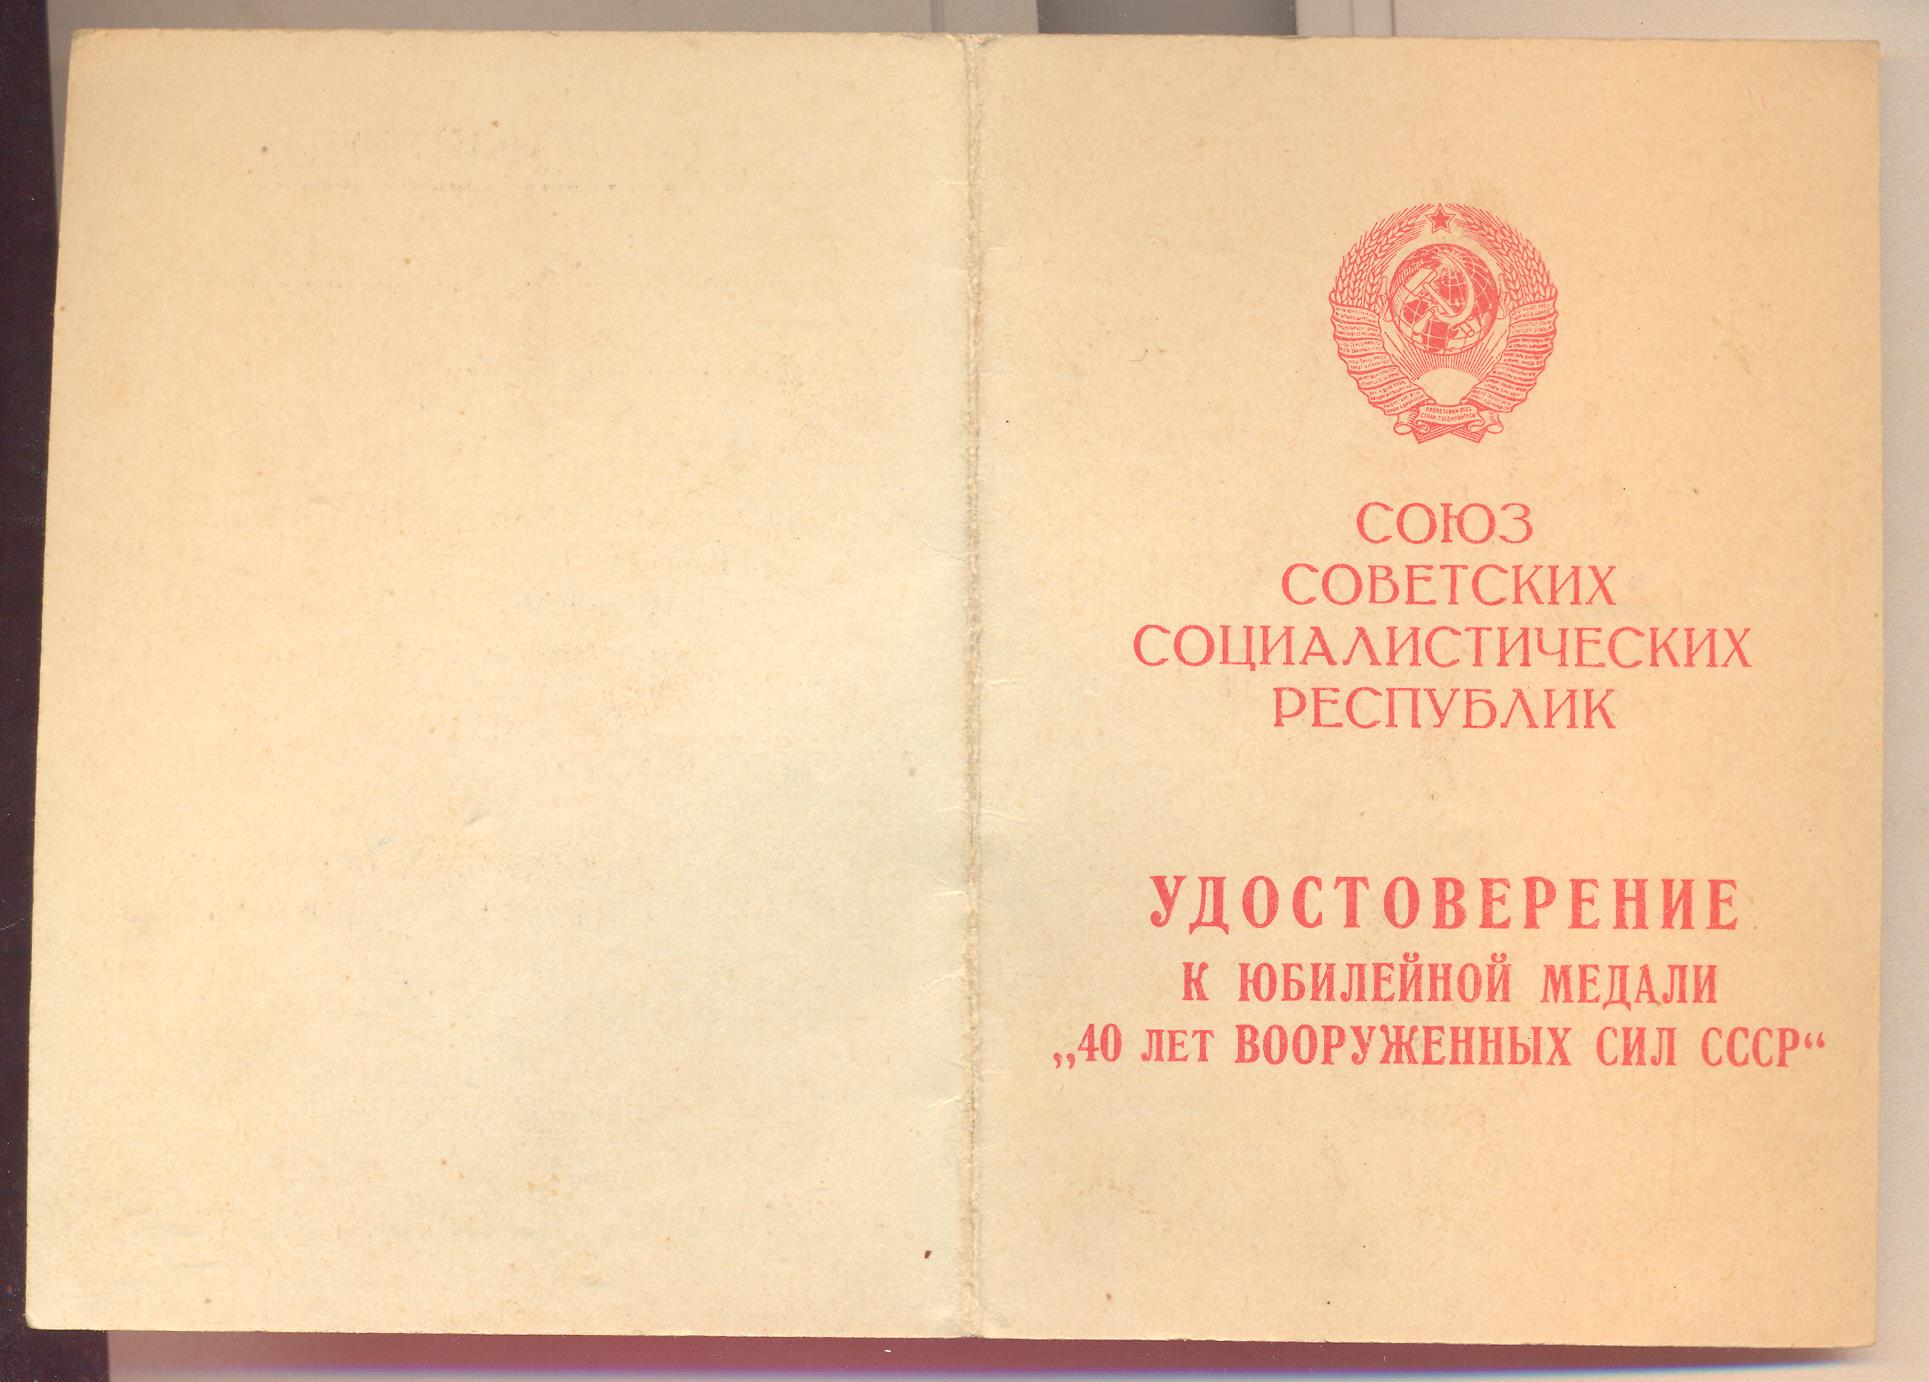 СОЮЗ
СОВЕТСКИХ
СОЦИАЛИСТИЧЕСКИХ
РЕСПУБЛИК
УДОСТОВЕРЕНИЕ
К ЮБИЛЕЙНОЙ МЕДАЛИ
„40 ЛЕТ ВООРУЖЕННЫХ СИЛ СССР“